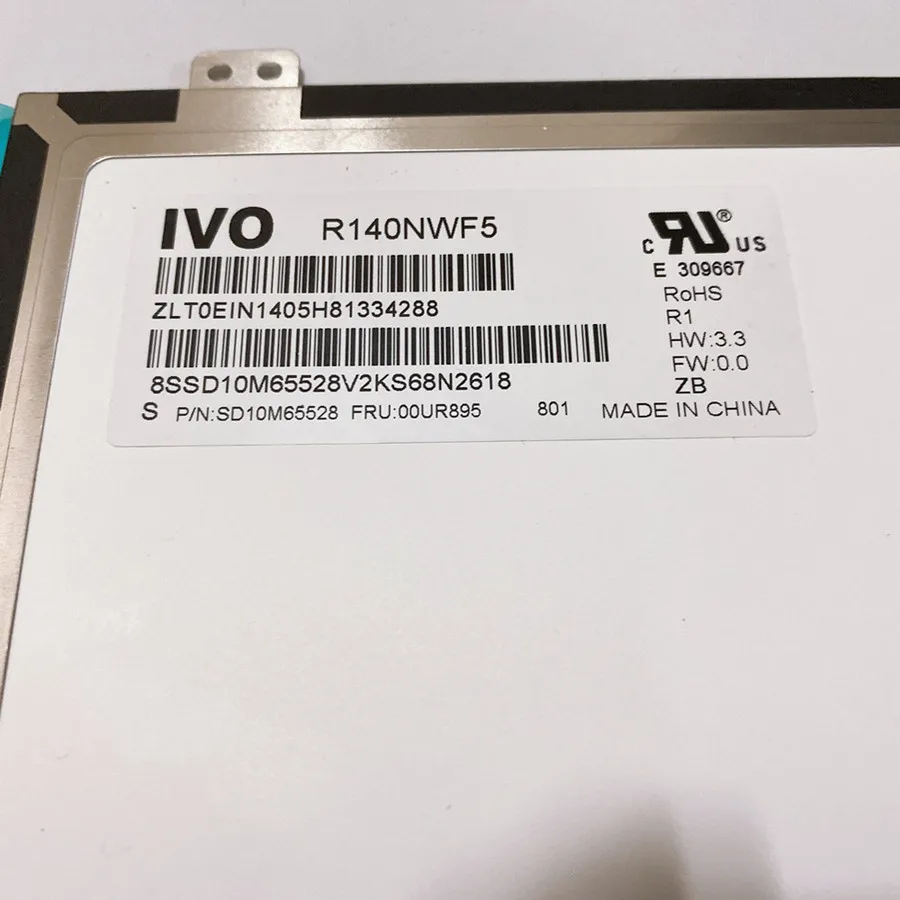 IVO R140NWF5
ZLT0EIN1405H81334288
8SSD10M65528V2KS68N2618
S P/N:SD10M65528 FRU:00UR895 801 MADE IN CHINA
c RU ® US
E 309667
RoHS
R1
HW:3.3
FW:0.0
ZB